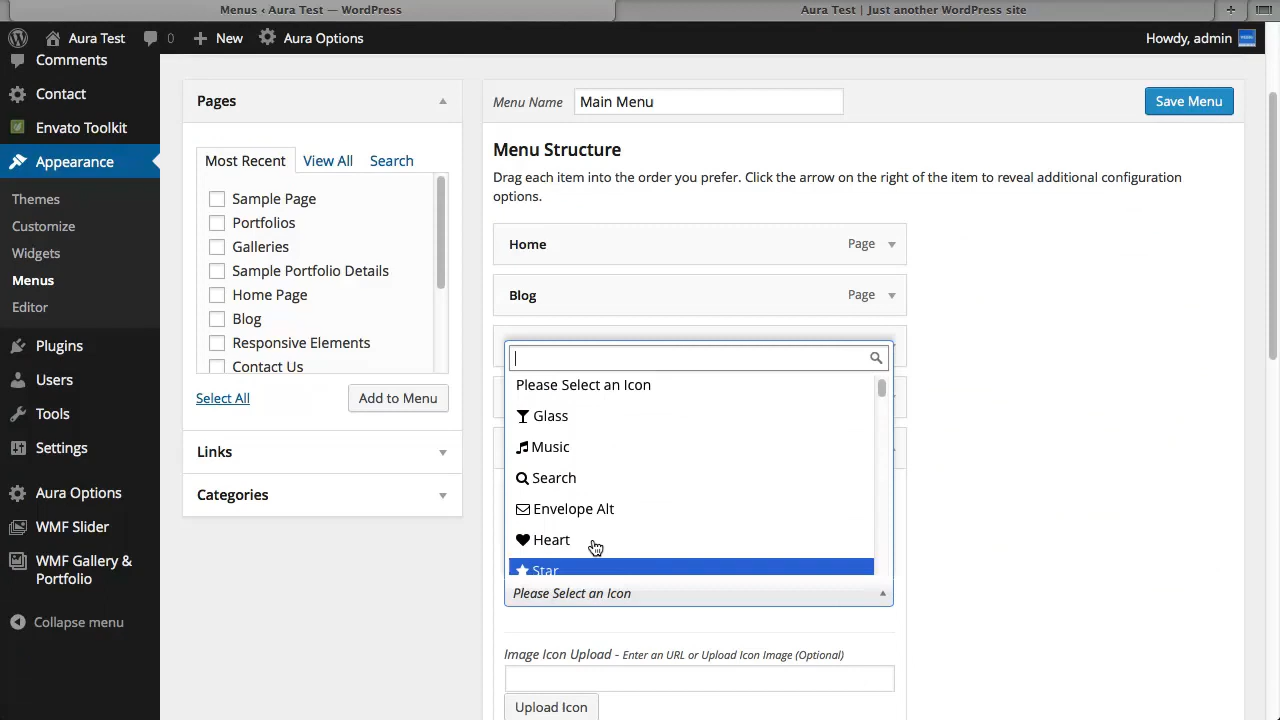 Menus ‹ Aura Test — WordPress
Aura Test | Just another WordPress site
Aura Test
0
New
Aura Options
Howdy, admin
Comments
Contact
Envato Toolkit
Appearance
Themes
Customize
Widgets
Menus
Editor
Plugins
Users
Tools
Settings
Aura Options
WMF Slider
WMF Gallery &
Portfolio
Collapse menu
Pages
Most Recent View All Search
Sample Page
Portfolios
Galleries
Sample Portfolio Details
Home Page
Blog
Responsive Elements
Contact Us
Select All
Add to Menu
Links
Categories
Menu Name Main Menu
Save Menu
Menu Structure
Drag each item into the order you prefer. Click the arrow on the right of the item to reveal additional configuration
options.
Home Page
Blog Page
Please Select an Icon
Glass
Music
Search
Envelope Alt
Heart
Star
Please Select an Icon
Image Icon Upload - Enter an URL or Upload Icon Image (Optional)
Upload Icon